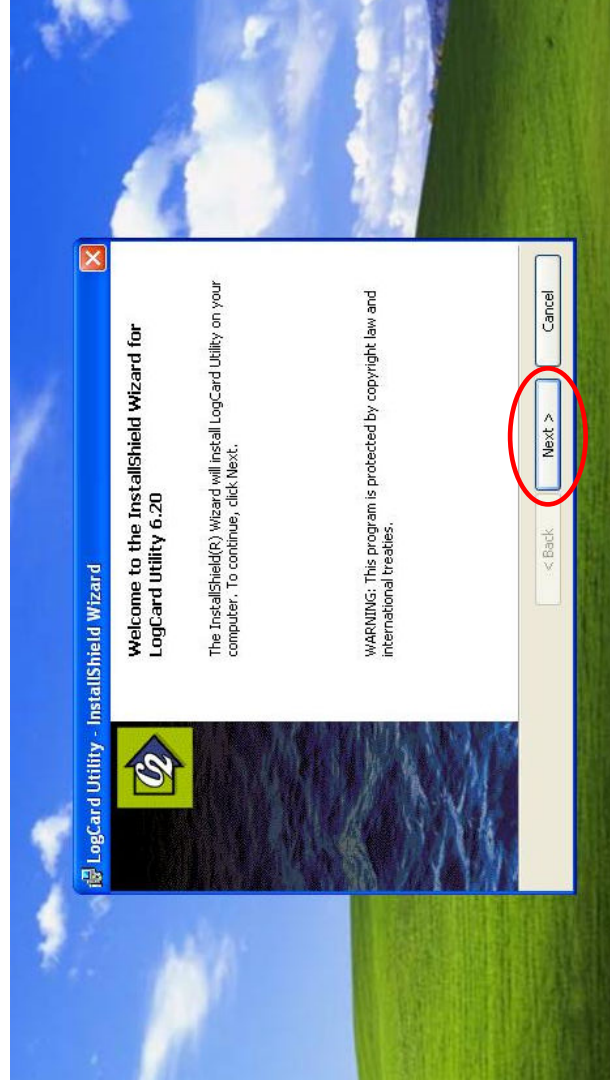 LogCard Utility - InstallShield Wizard
Welcome to the InstallShield Wizard for
LogCard Utility 6.20
The InstallShield(R) Wizard will install LogCard Utility on your
computer. To continue, click Next.
WARNING: This program is protected by copyright law and
international treaties.
< Back
Next >
Cancel